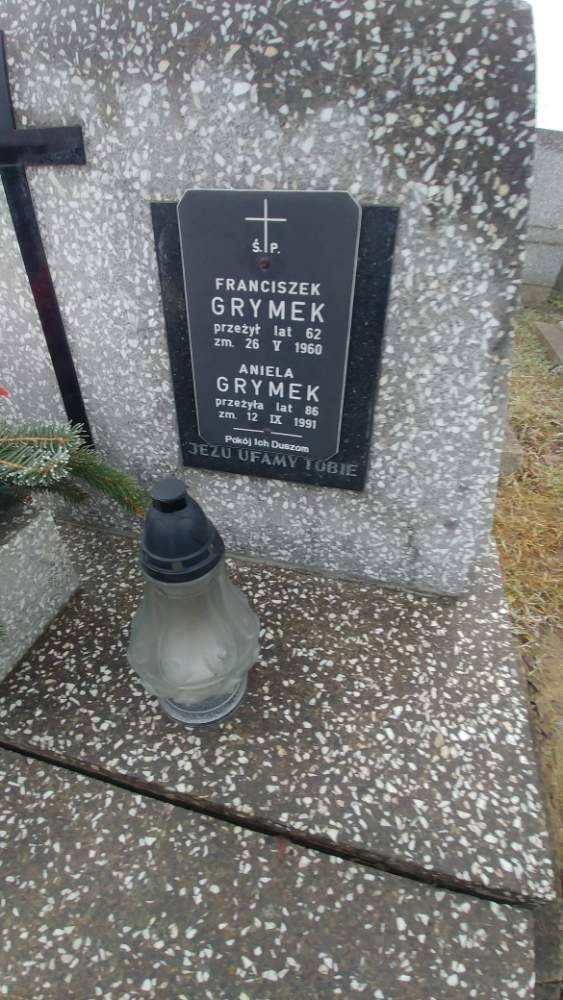 Ś.P.
FRANCISZEK
GRYMEK
przeżył lat 62
zm. 26 V 1960
ANIELA
GRYMEK
przeżyła lat 86
zm. 12 IX 1991
Pokój Ich Duszom
JEZU UFAMY TOBIE